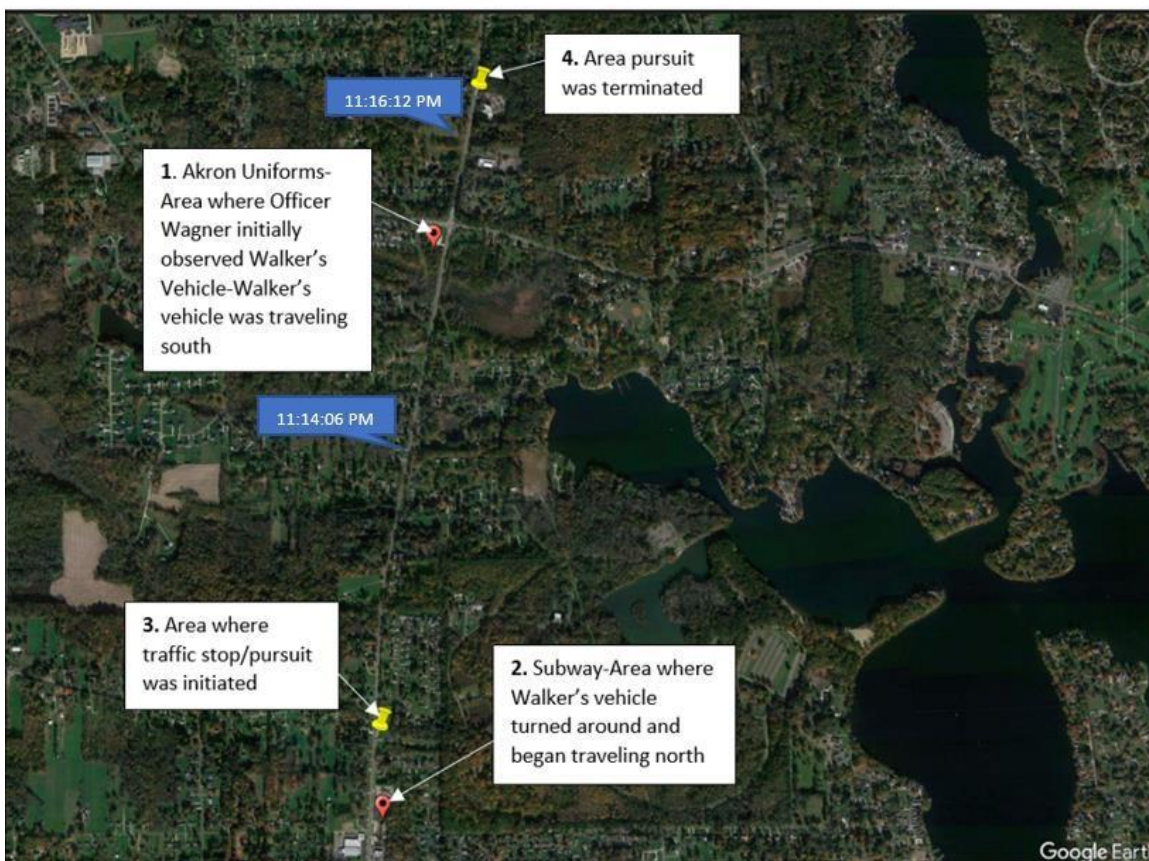 4. Area pursuit
was terminated
11:16:12 PM
1. Akron Uniforms-
Area where Officer
Wagner initially
observed Walker’s
Vehicle-Walker’s
vehicle was traveling
south
11:14:06 PM
3. Area where
traffic stop/pursuit
was initiated
2. Subway-Area where
Walker’s vehicle
turned around and
began traveling north
Google Eart